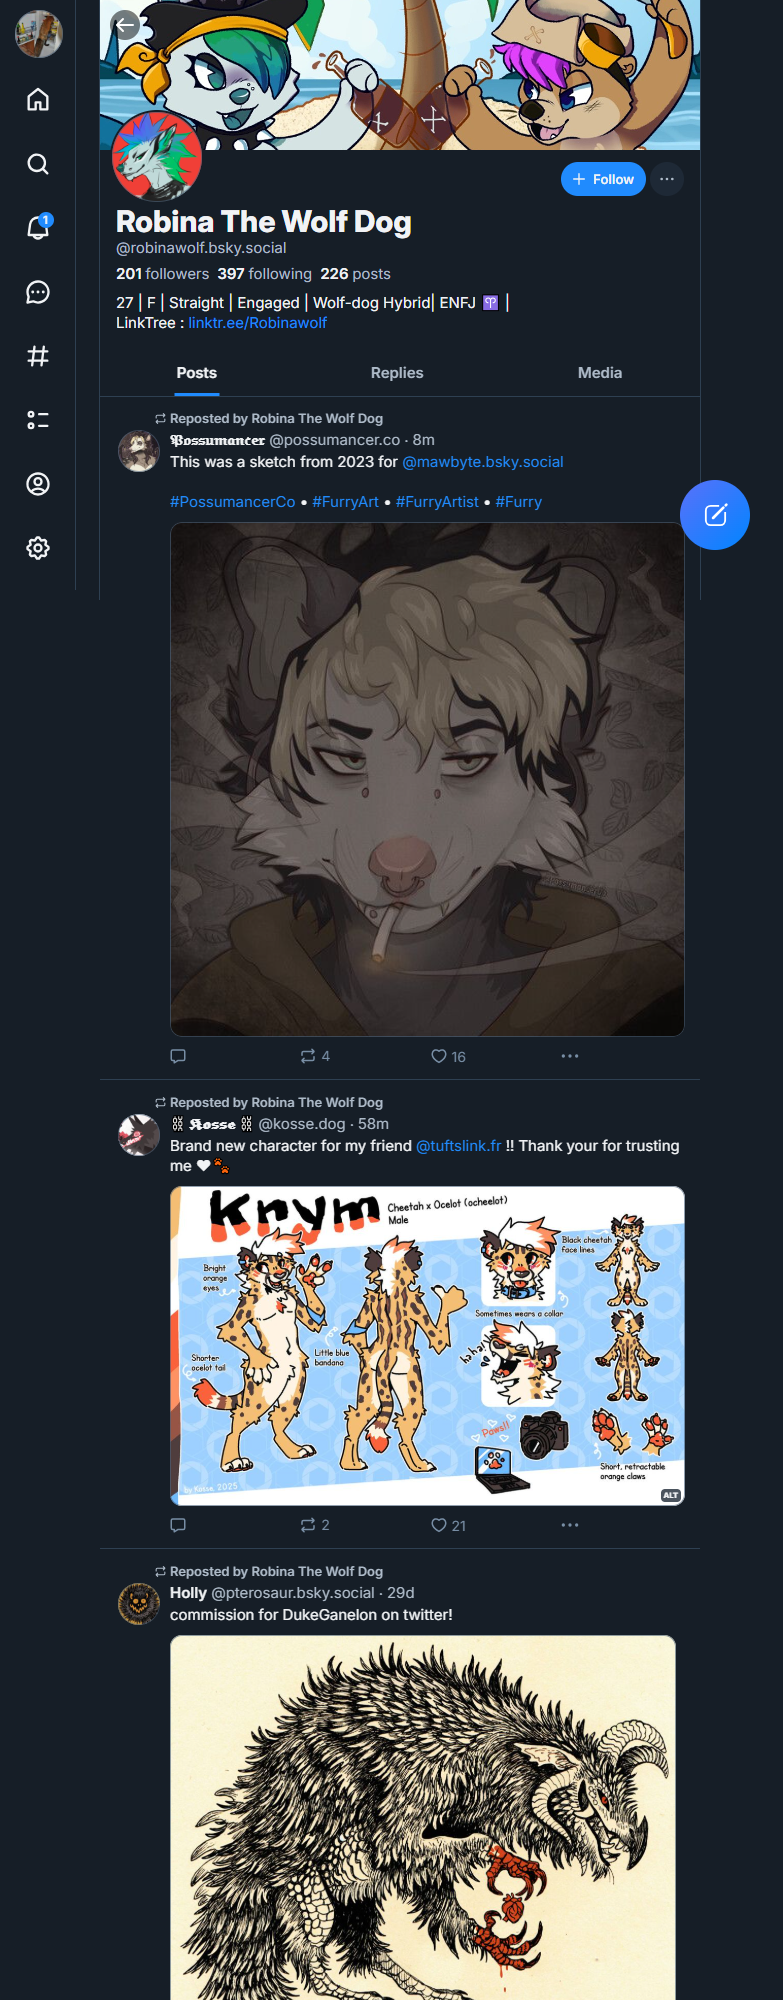 1
Follow
Robina The Wolf Dog
@robinawolf.bsky.social
201 followers 397 following 226 posts
27 | F | Straight | Engaged | Wolf-dog Hybrid| ENFJ ♈ |
LinkTree : linktr.ee/Robinawolf
Posts Replies Media
Reposted by Robina The Wolf Dog
𝕻𝖔𝖘𝖘𝖚𝖒𝖆𝖓𝖈𝖊𝖗 @possumancer.co · 8m
This was a sketch from 2023 for @mawbyte.bsky.social
#PossumancerCo • #FurryArt • #FurryArtist • #Furry
4 16
Reposted by Robina The Wolf Dog
⛓ 𝕶𝖔𝖘𝖘𝖊 ⛓ @kosse.dog · 58m
Brand new character for my friend @tuftslink.fr !! Thank your for trusting
me ♥🐾
Knym
Cheetah x Ocelot (ocheelot)
Male
Bright
orange
eyes
Black cheetah
face lines
Sometimes wears a collar
Little blue
bandana
Shorter
ocelot tail
haha
Paws!!
Short, retractable
orange claws
by Kosse, 2025
ALT
2 21
Reposted by Robina The Wolf Dog
Holly @pterosaur.bsky.social · 29d
commission for DukeGanelon on twitter!